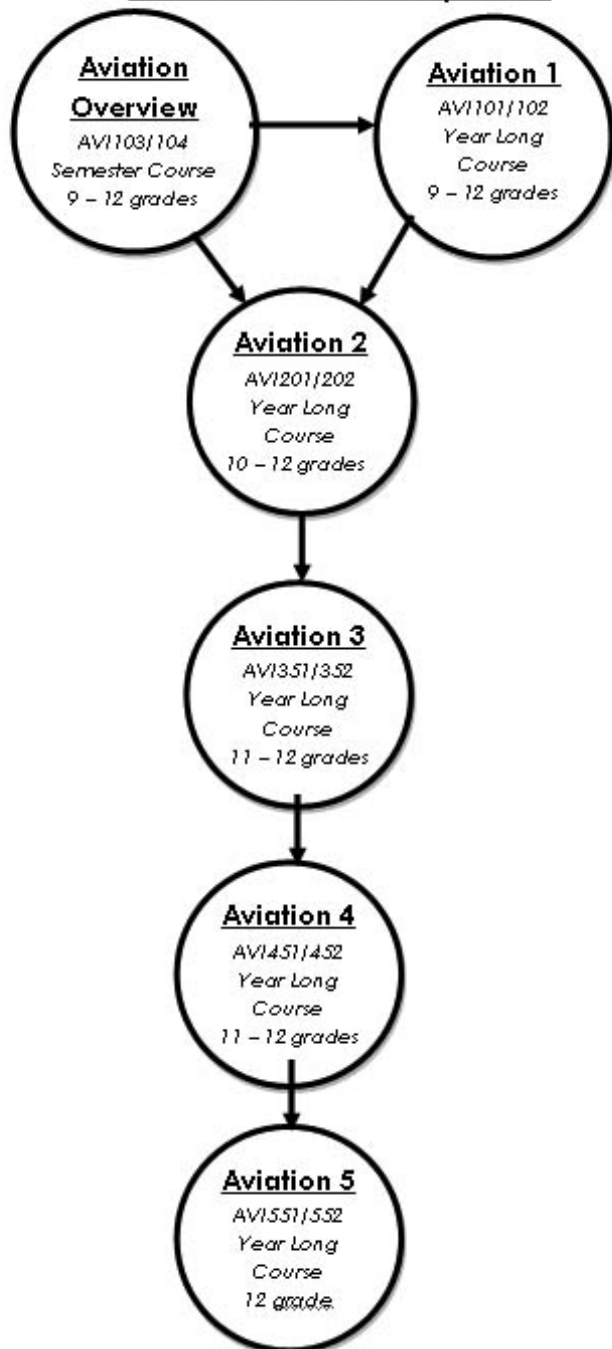 Aviation
Overview
AVI103/104
Semester Course
9 – 12 grades
Aviation 1
AVI101/102
Year Long
Course
9 – 12 grades
Aviation 2
AVI201/202
Year Long
Course
10 – 12 grades
Aviation 3
AVI351/352
Year Long
Course
11 – 12 grades
Aviation 4
AVI451/452
Year Long
Course
11 – 12 grades
Aviation 5
AVI551/552
Year Long
Course
12 grade